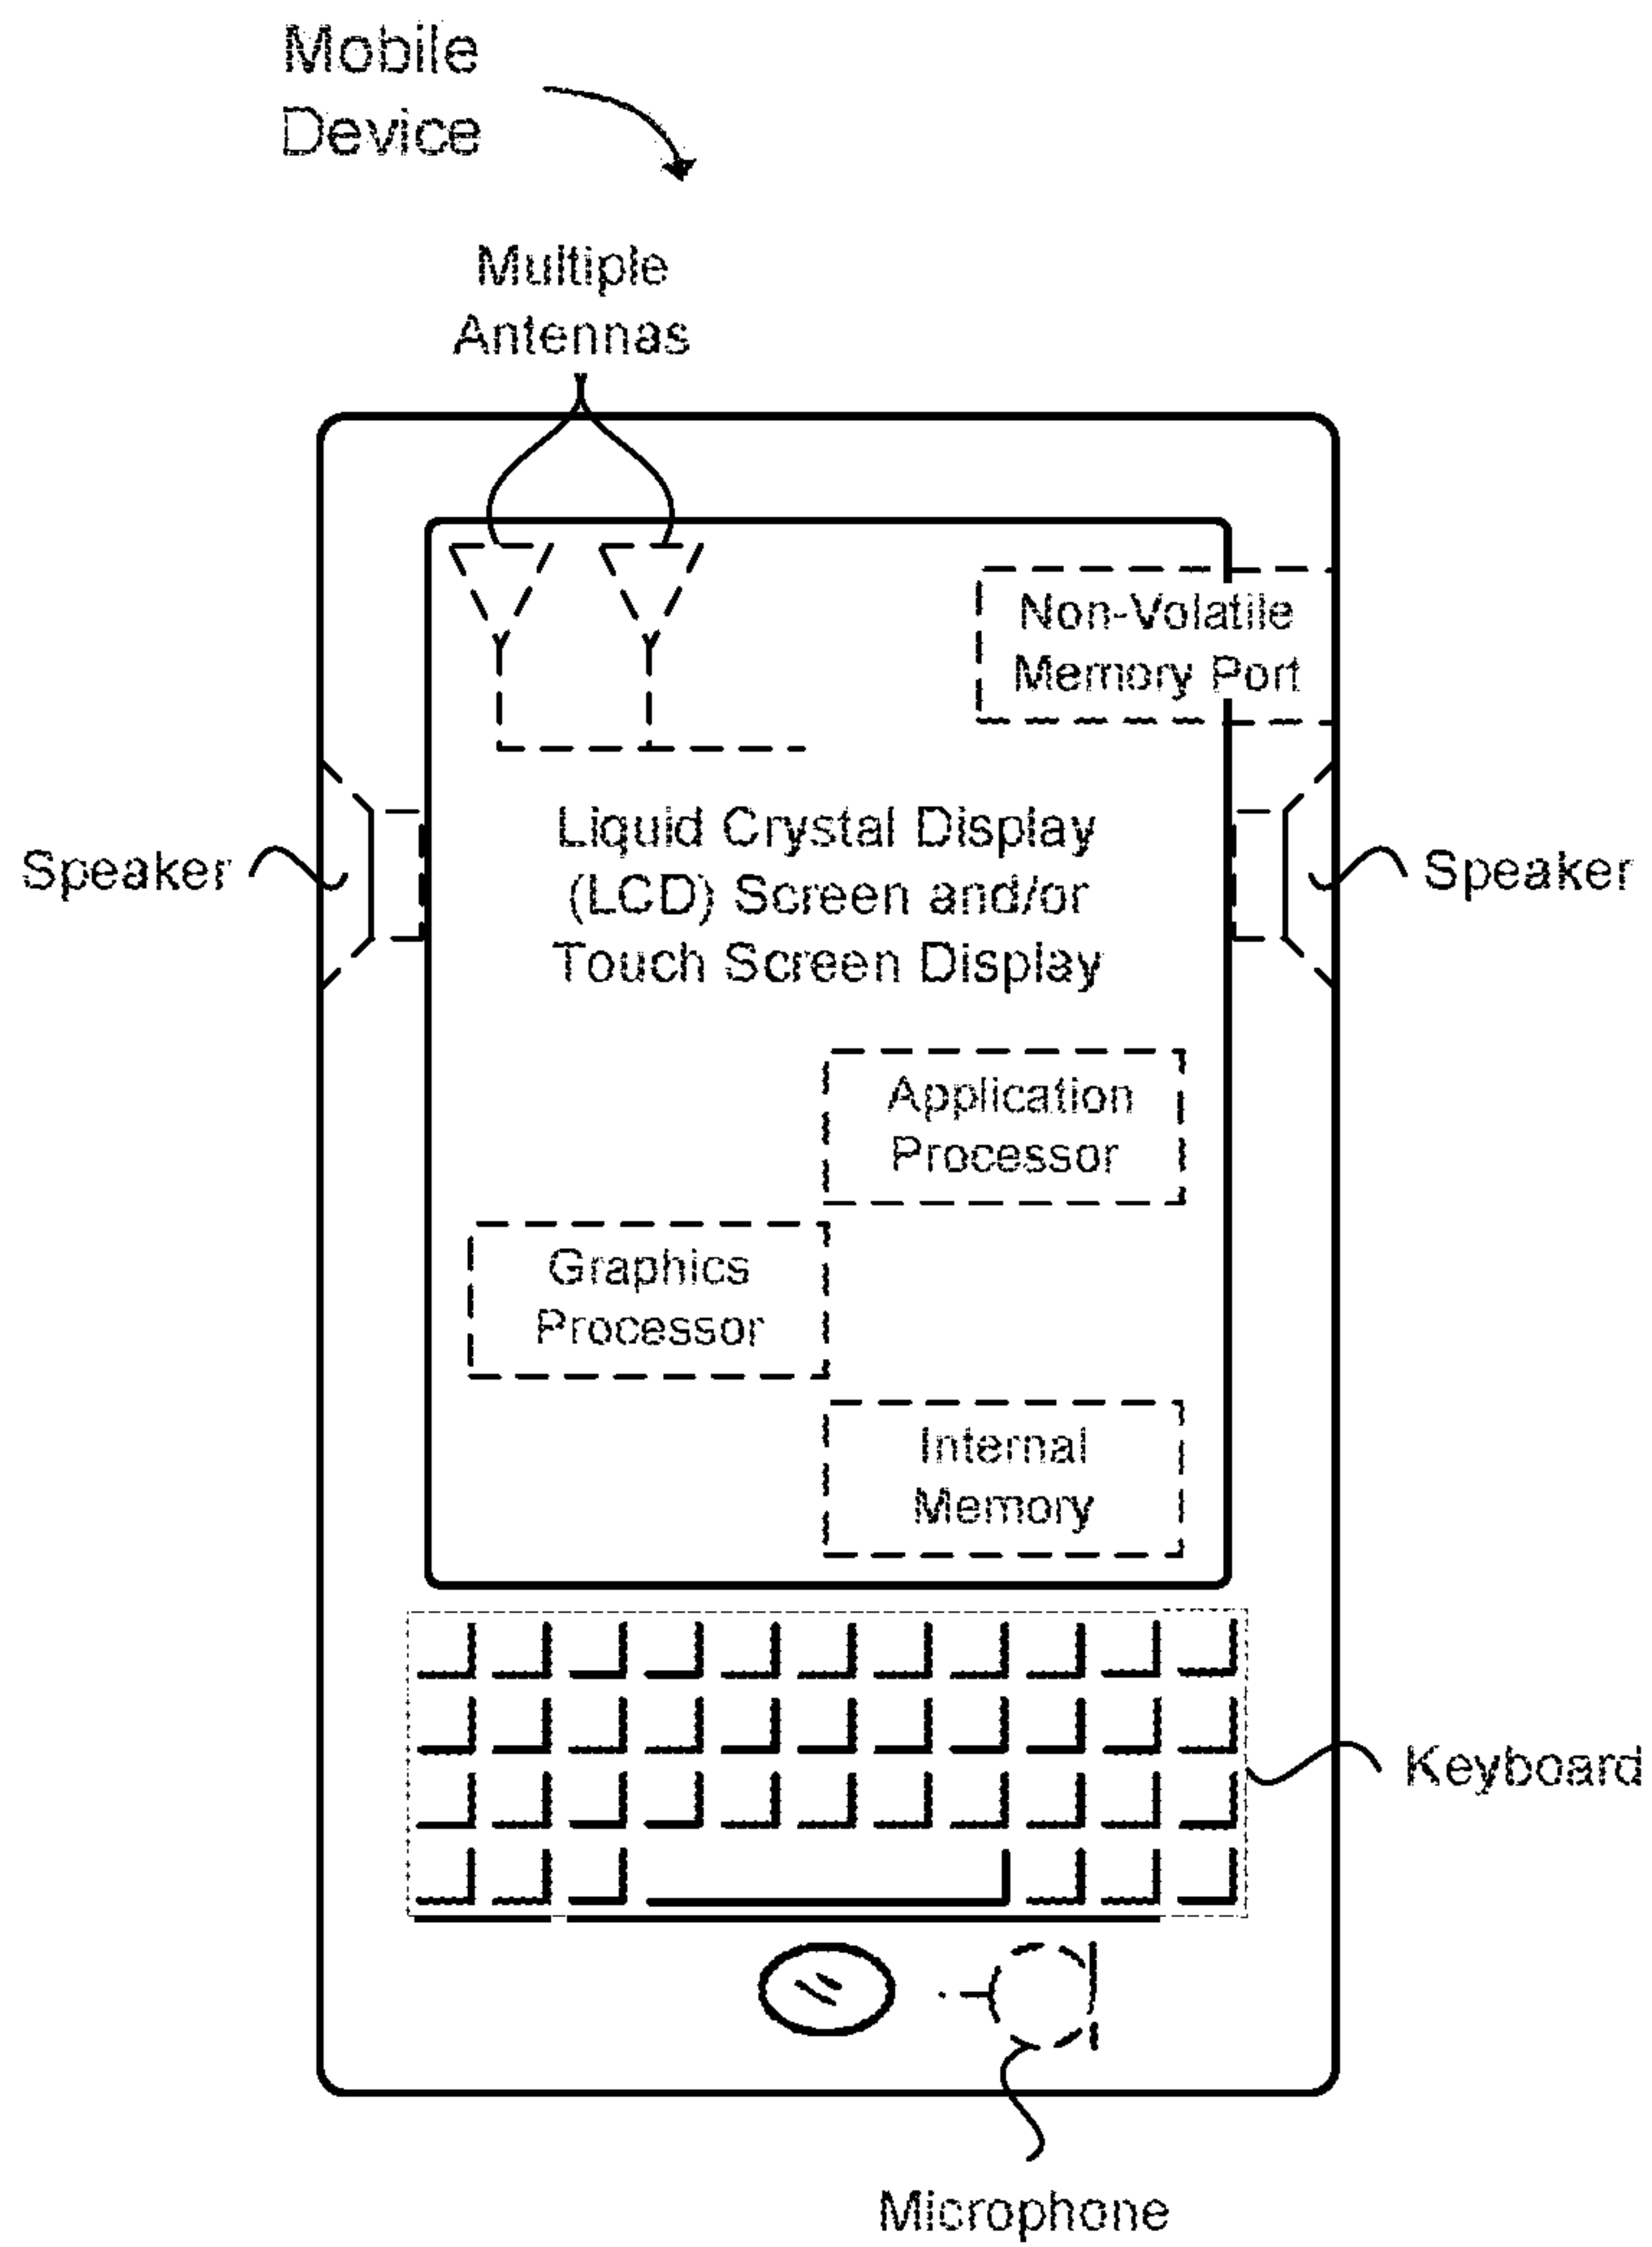 Mobile
Device
Multiple
Antennas
Non-Volatile
Memory Port
Liquid Crystal Display
(LCD) Screen and/or
Touch Screen Display
Speaker
Speaker
Application
Processor
Graphics
Processor
Internal
Memory
Keyboard
Microphone